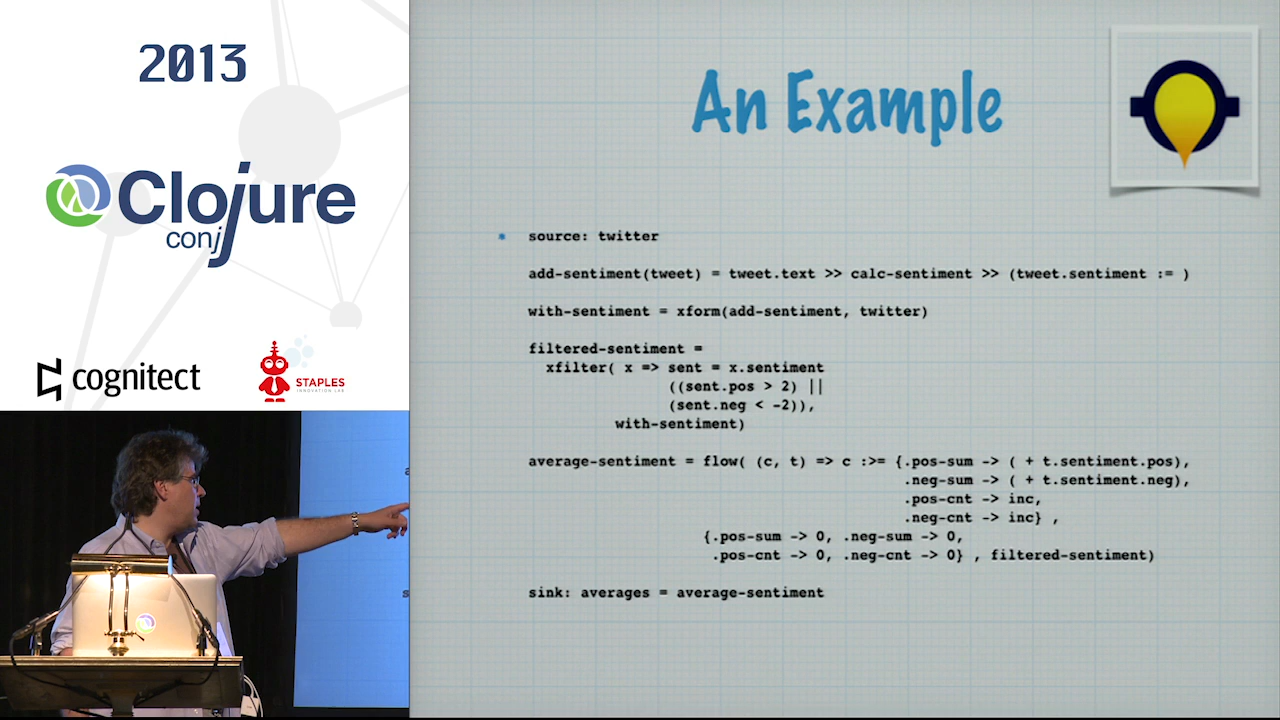 2013
Clojure
conj
cognitect
STAPLES
INNOVATION LAB
An Example
* source: twitter
add-sentiment(tweet) = tweet.text >> calc-sentiment >> (tweet.sentiment := )
with-sentiment = xform(add-sentiment, twitter)
filtered-sentiment =
xfilter( x => sent = x.sentiment
((sent.pos > 2) ||
(sent.neg < -2)),
with-sentiment)
average-sentiment = flow( (c, t) => c :>= {.pos-sum -> ( + t.sentiment.pos),
.neg-sum -> ( + t.sentiment.neg),
.pos-cnt -> inc,
.neg-cnt -> inc} ,
{.pos-sum -> 0, .neg-sum -> 0,
.pos-cnt -> 0, .neg-cnt -> 0} , filtered-sentiment)
sink: averages = average-sentiment